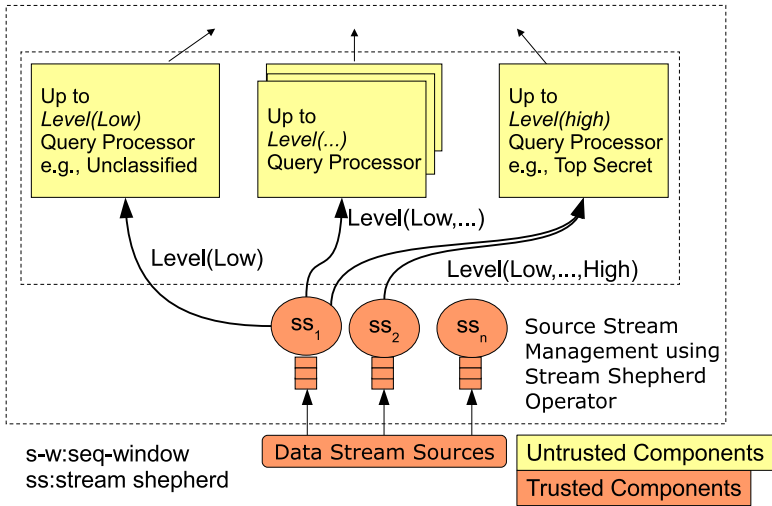 Up to
Level(Low)
Query Processor
e.g., Unclassified
Up to
Level(...)
Query Processor
Up to
Level(high)
Query Processor
e.g., Top Secret
Level(Low,...)
Level(Low)
Level(Low,...,High)
ss1
ss2
ssn
Source Stream
Management using
Stream Shepherd
Operator
Data Stream Sources
s-w:seq-window
ss:stream shepherd
Untrusted Components
Trusted Components